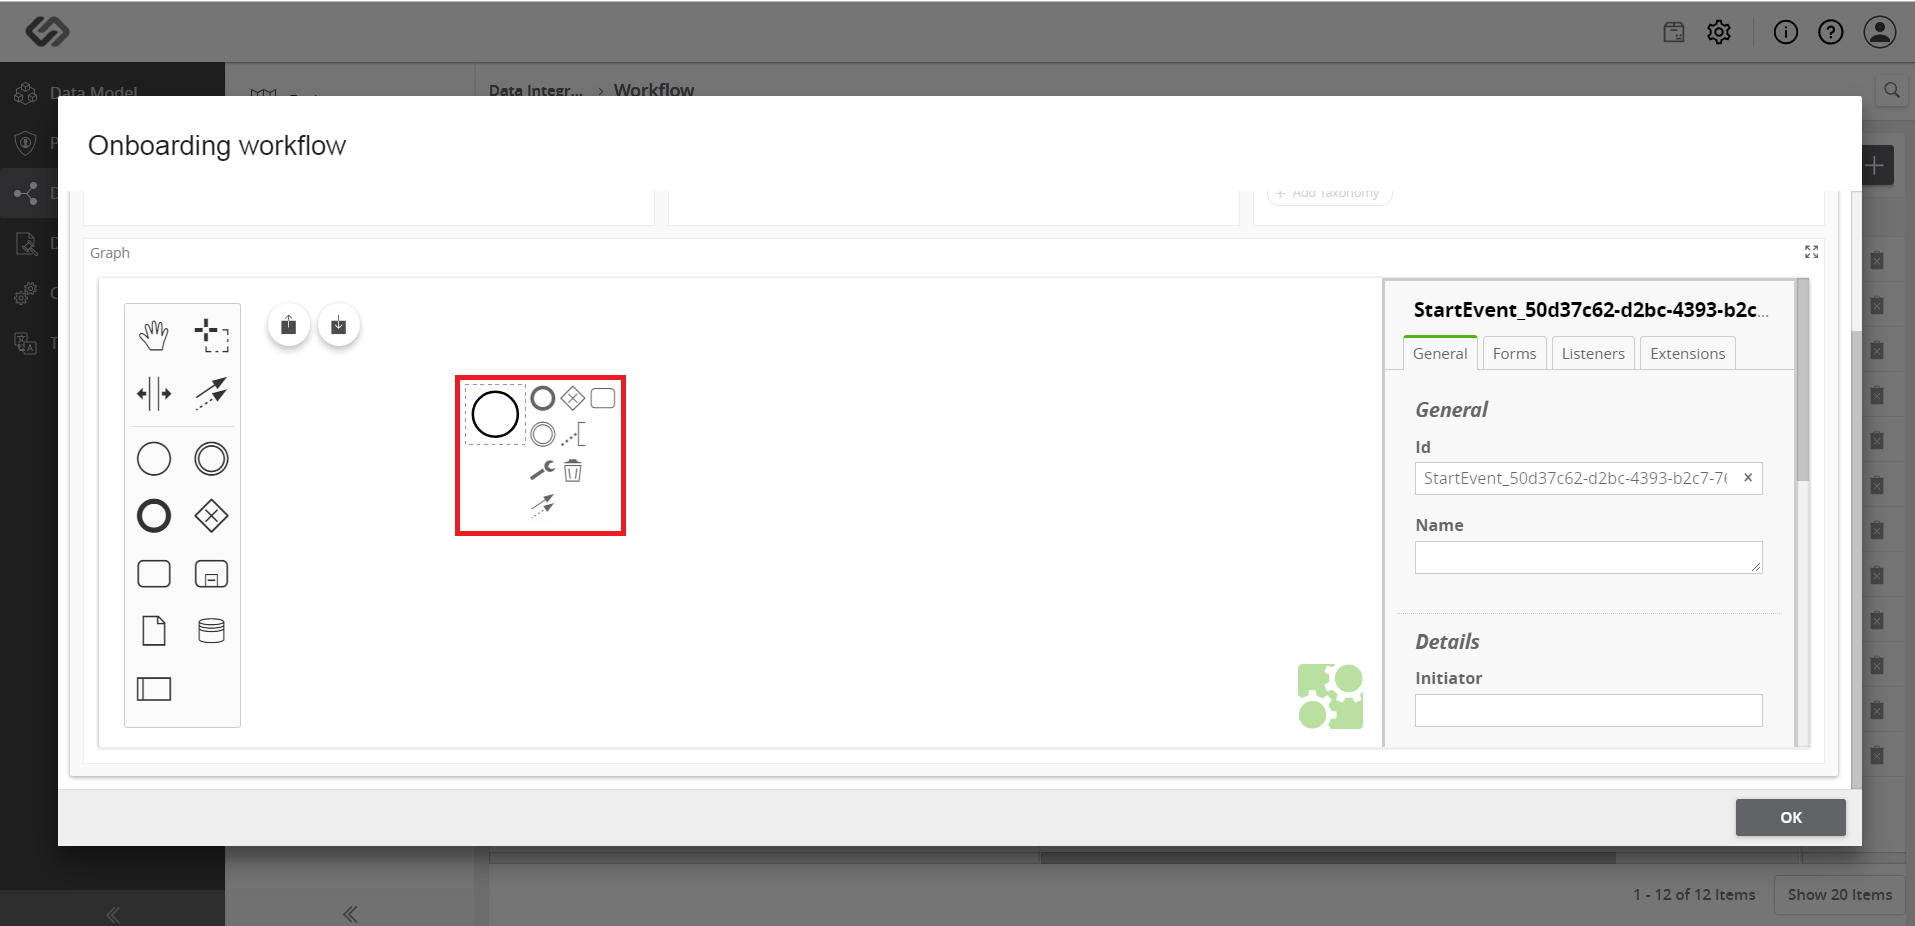 Data Model
Data Integr... › Workflow
Onboarding workflow
+ Add Taxonomy
Graph
StartEvent_50d37c62-d2bc-4393-b2c...
General
Forms
Listeners
Extensions
General
Id
StartEvent_50d37c62-d2bc-4393-b2c7-76
Name
Details
Initiator
OK
1 - 12 of 12 Items
Show 20 Items